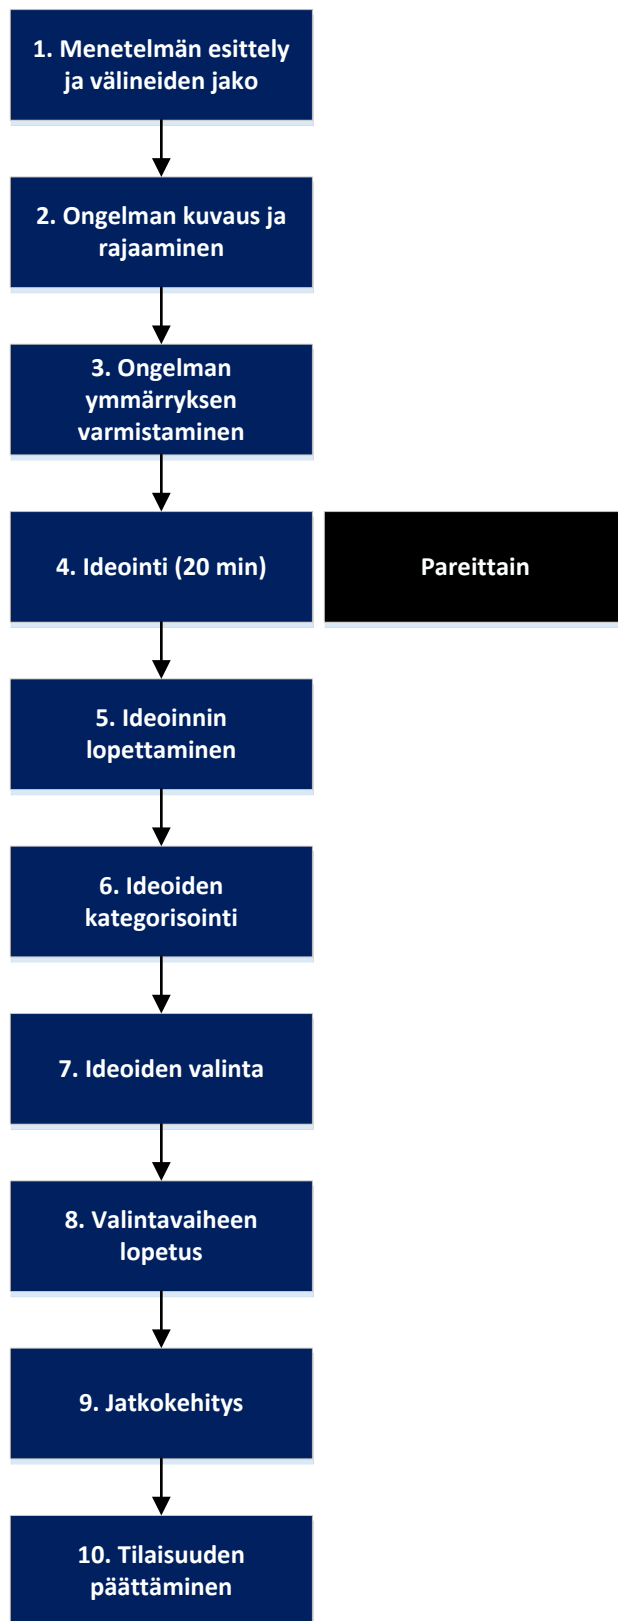 1. Menetelmän esittely
ja välineiden jako
2. Ongelman kuvaus ja
rajaaminen
3. Ongelman
ymmärryksen
varmistaminen
4. Ideointi (20 min)
Pareittain
5. Ideoinnin
lopettaminen
6. Ideoiden
kategorisointi
7. Ideoiden valinta
8. Valintavaiheen
lopetus
9. Jatkokehitys
10. Tilaisuuden
päättäminen